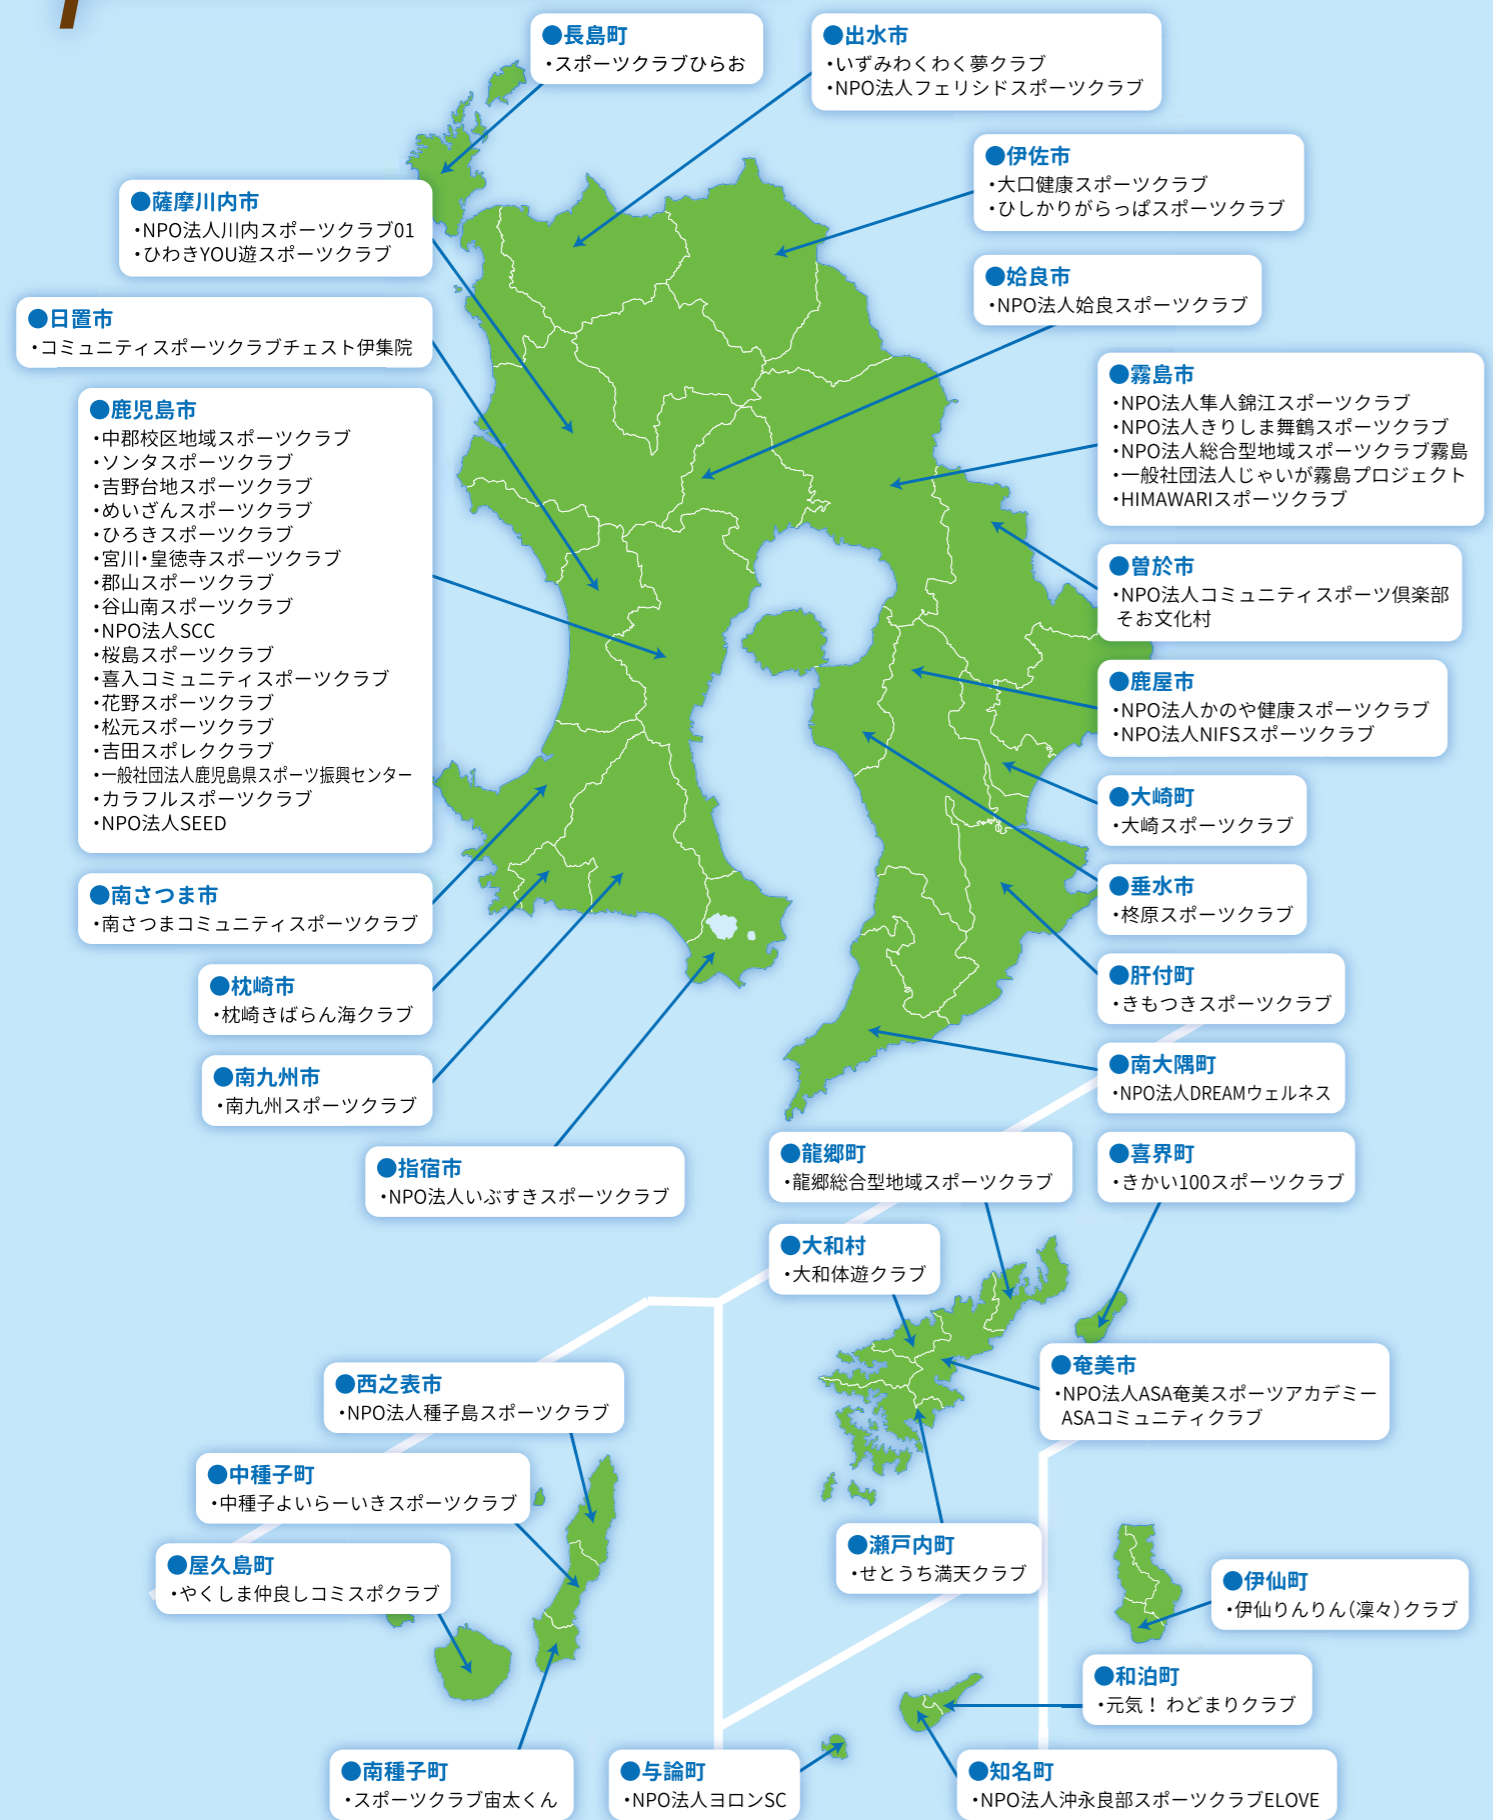 ●長島町
・スポーツクラブひらお
●出水市
・いずみわくわく夢クラブ
・NPO法人フェリシドスポーツクラブ
●伊佐市
・大口健康スポーツクラブ
・ひしかりがらっぱスポーツクラブ
●薩摩川内市
・NPO法人川内スポーツクラブ01
・ひわきYOU遊スポーツクラブ
●姶良市
・NPO法人姶良スポーツクラブ
●日置市
・コミュニティスポーツクラブチェスト伊集院
●霧島市
・NPO法人隼人錦江スポーツクラブ
・NPO法人きりしま舞鶴スポーツクラブ
・NPO法人総合型地域スポーツクラブ霧島
・一般社団法人じゃいが霧島プロジェクト
・HIMAWARIスポーツクラブ
●鹿児島市
・中郡校区地域スポーツクラブ
・ソンタスポーツクラブ
・吉野台地スポーツクラブ
・めいざんスポーツクラブ
・ひろきスポーツクラブ
・宮川・皇徳寺スポーツクラブ
・郡山スポーツクラブ
・谷山南スポーツクラブ
・NPO法人SCC
・桜島スポーツクラブ
・喜入コミュニティスポーツクラブ
・花野スポーツクラブ
・松元スポーツクラブ
・吉田スポレククラブ
・一般社団法人鹿児島県スポーツ振興センター
・カラフルスポーツクラブ
・NPO法人SEED
●曽於市
・NPO法人コミュニティスポーツ倶楽部
そお文化村
●鹿屋市
・NPO法人かのや健康スポーツクラブ
・NPO法人NIFSスポーツクラブ
●大崎町
・大崎スポーツクラブ
●垂水市
・柊原スポーツクラブ
●南さつま市
・南さつまコミュニティスポーツクラブ
●肝付町
・きもつきスポーツクラブ
●枕崎市
・枕崎きばらん海クラブ
●南大隅町
・NPO法人DREAMウェルネス
●南九州市
・南九州スポーツクラブ
●指宿市
・NPO法人いぶすきスポーツクラブ
●龍郷町
・龍郷総合型地域スポーツクラブ
●喜界町
・きかい100スポーツクラブ
●大和村
・大和体遊クラブ
●奄美市
・NPO法人ASA奄美スポーツアカデミー
ASAコミュニティクラブ
●西之表市
・NPO法人種子島スポーツクラブ
●中種子町
・中種子よいらーいきスポーツクラブ
●屋久島町
・やくしま仲良しコミスポクラブ
●瀬戸内町
・せとうち満天クラブ
●伊仙町
・伊仙りんりん（凜々）クラブ
●和泊町
・元気！ わどまりクラブ
●南種子町
・スポーツクラブ宙太くん
●与論町
・NPO法人ヨロンSC
●知名町
・NPO法人沖永良部スポーツクラブELOVE